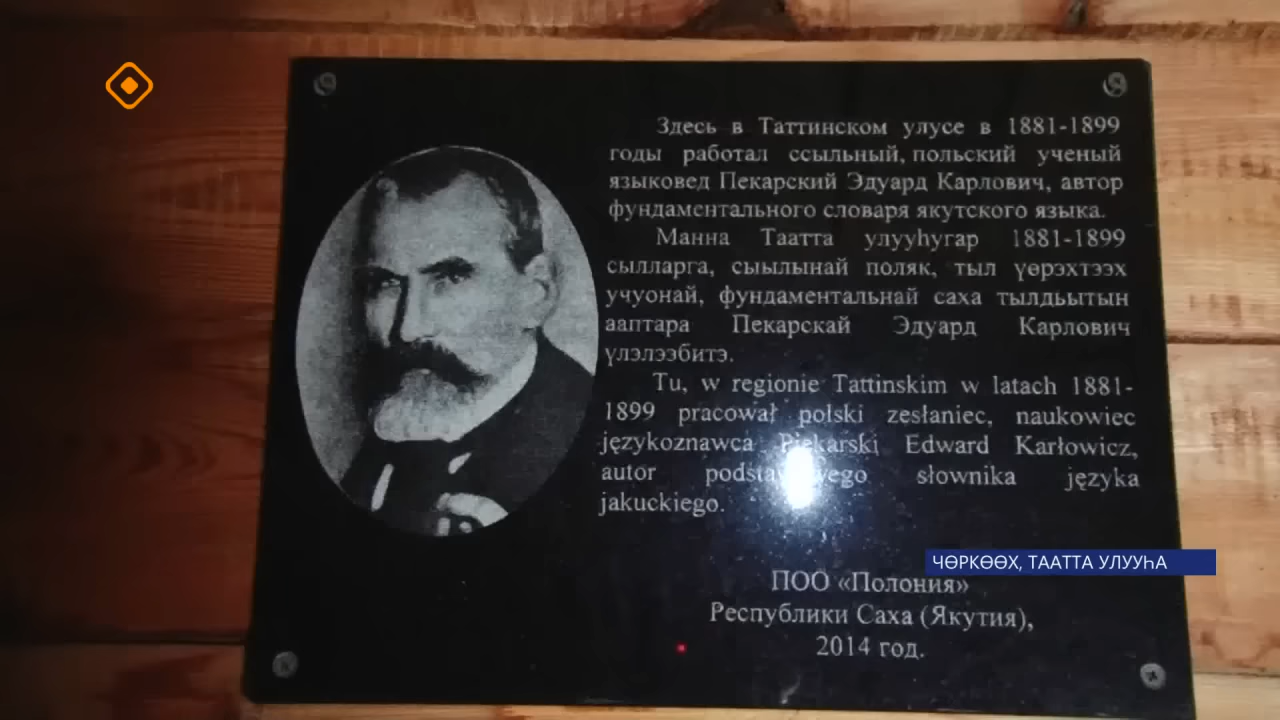 Здесь в Таттинском улусе в 1881-1899
годы работал ссыльный, польский ученый
языковед Пекарский Эдуард Карлович, автор
фундаментального словаря якутского языка.
Манна Таатта улууһугар 1881-1899
сылларга, сыылынай поляк, тыл үөрэхтээх
учуонай, фундаментальнай саха тылдьытын
ааптара Пекарскай Эдуард Карлович
үлэлээбитэ.
Tu, w regionie Tattinskim w latach 1881-
1899 pracował polski zesłaniec, naukowiec
językoznawca Piekarski Edward Karłowicz,
autor słownika języka
jakuckiego.
ЧӨРКӨӨХ, ТААТТА УЛУУҺА
ПОО «Полония»
Республики Саха (Якутия),
2014 год.